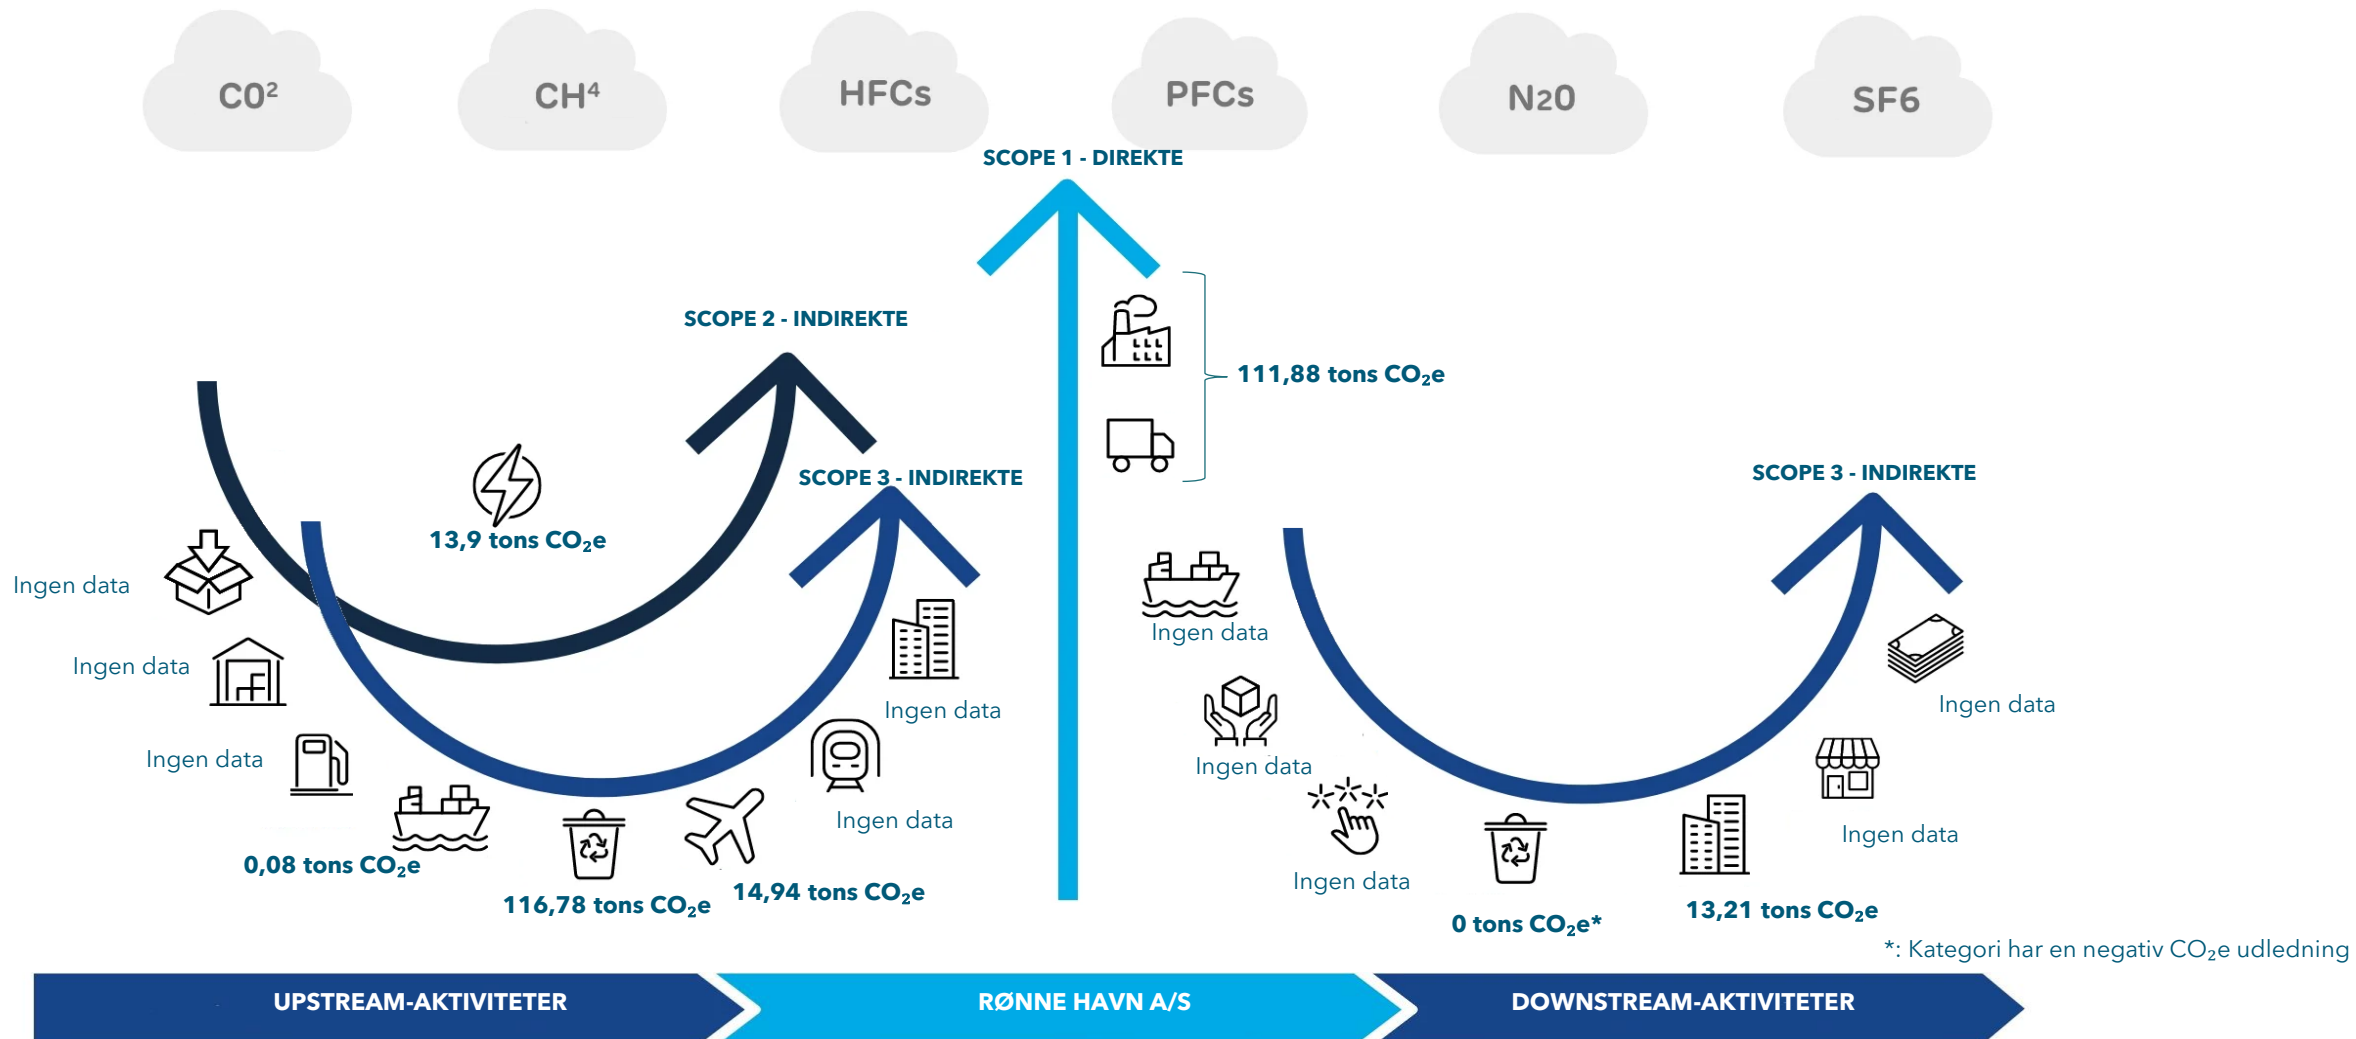 C0²
CH⁴
HFCs
PFCs
N20
SF6
SCOPE 1 - DIREKTE
SCOPE 2 - INDIREKTE
111,88 tons CO₂e
SCOPE 3 - INDIREKTE
SCOPE 3 - INDIREKTE
13,9 tons CO₂e
Ingen data
Ingen data
Ingen data
0,08 tons CO₂e
116,78 tons CO₂e
14,94 tons CO₂e
Ingen data
Ingen data
Ingen data
Ingen data
Ingen data
0 tons CO₂e*
13,21 tons CO₂e
Ingen data
Ingen data
*: Kategori har en negativ CO₂e udledning
UPSTREAM-AKTIVITETER
RØNNE HAVN A/S
DOWNSTREAM-AKTIVITETER